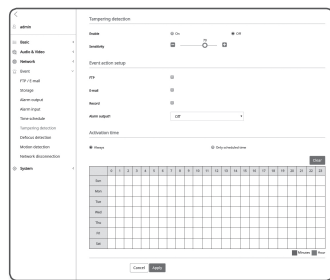 admin
Basic
Audio & Video
Network
Event
FTP / E-mail
Storage
Alarm output
Alarm input
Time schedule
Tampering detection
Defocus detection
Motion detection
Network disconnection
System
Tampering detection
Enable On Off
Sensitivity 70
Event action setup
FTP
E-mail
Record
Alarm output1 Off
Activation time
Always Only scheduled time
Clear
0 1 2 3 4 5 6 7 8 9 10 11 12 13 14 15 16 17 18 19 20 21 22 23
Sun
Mon
Tue
Wed
Thu
Fri
Sat
Minutes Hour
Cancel Apply